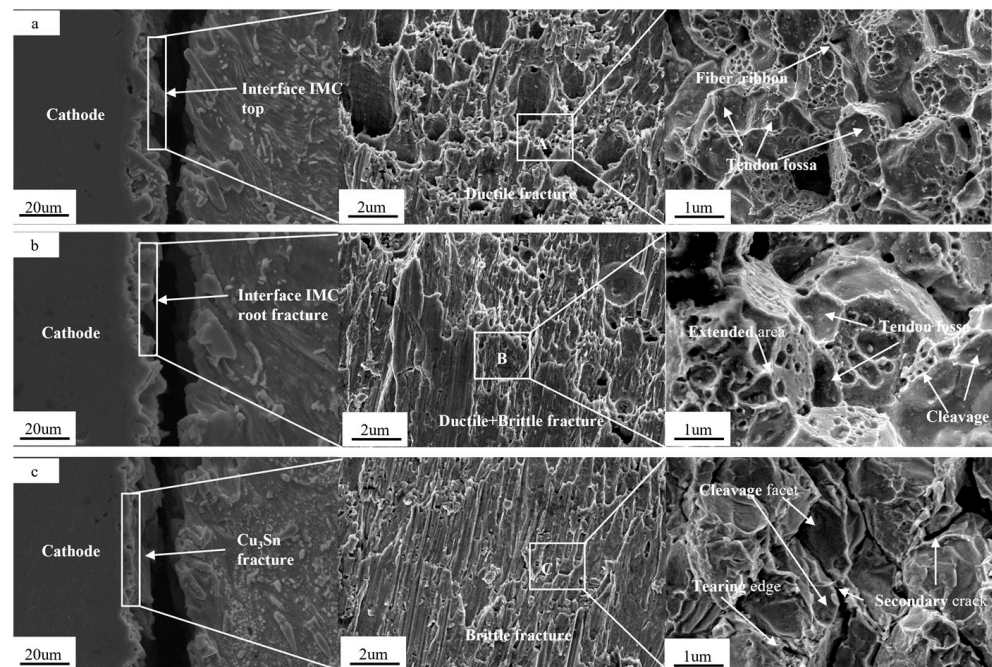 a
Cathode
Interface IMC
top
20um
A
Ductile fracture
2um
Fiber ribbon
Tendon fossa
1um
b
Cathode
Interface IMC
root fracture
20um
B
Ductile+Brittle fracture
2um
Extended area
Tendon fosso
Cleavage
1um
c
Cathode
Cu₃Sn
fracture
20um
C
Brittle fracture
2um
Cleavage facet
Tearing edge
Secondary crack
1um